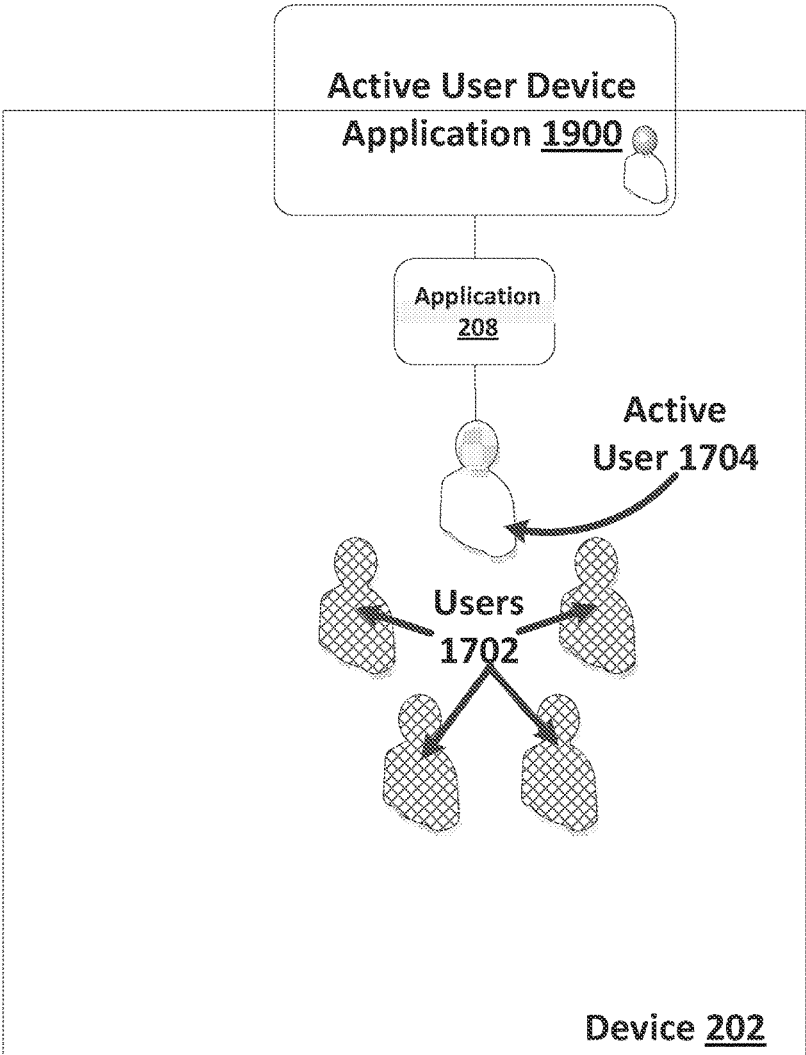 Active User Device
Application 1900
Application
208
Active
User 1704
Users
1702
Device 202